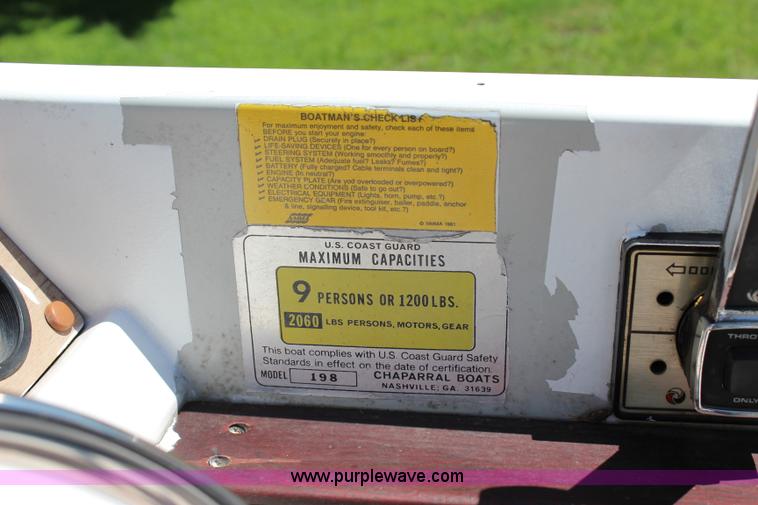 BOATMAN'S CHECK LIST
For maximum enjoyment and safety, check each of these items
BEFORE you start your engine:
DRAIN PLUG (Securely in place?)
LIFE-SAVING DEVICES (One for every person on board?)
STEERING SYSTEM (Working smoothly and properly?)
FUEL SYSTEM (Adequate fuel? Leaks? Fumes?)
BATTERY (Fully charged? Cable terminals clean and tight?)
ENGINE (In neutral?)
CAPACITY PLATE (Are you overloaded or overpowered?)
WEATHER CONDITIONS (Safe to go out?)
ELECTRICAL EQUIPMENT (Lights, horn, pump, etc.?)
EMERGENCY GEAR (Fire extinguiser, bailer, paddle, anchor
& line, signalling device, tool kit, etc.?)
U.S. COAST GUARD
MAXIMUM CAPACITIES
9 PERSONS OR 1200 LBS.
2060 LBS PERSONS, MOTORS, GEAR
This boat complies with U.S. Coast Guard Safety
Standards in effect on the date of certification.
MODEL 198 CHAPARRAL BOATS
NASHVILLE, GA. 31639
THRO
ONLY
www.purplewave.com